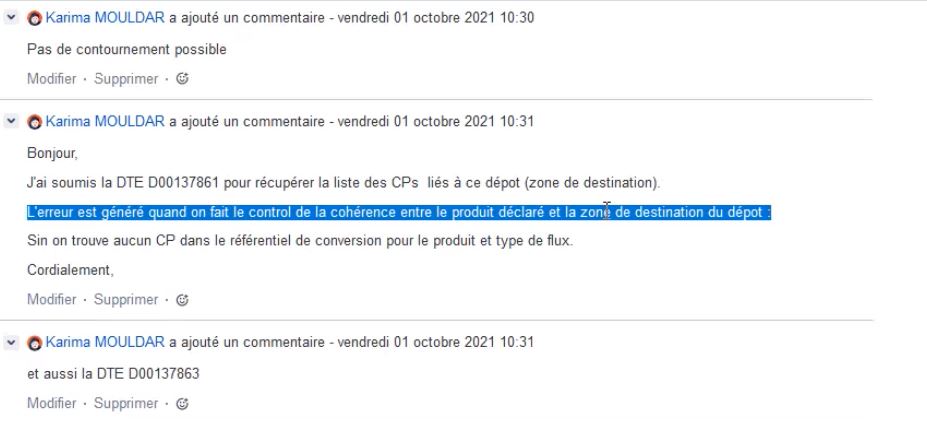 Karima MOULDAR a ajouté un commentaire - vendredi 01 octobre 2021 10:30
Pas de contournement possible
Modifier · Supprimer ·
Karima MOULDAR a ajouté un commentaire - vendredi 01 octobre 2021 10:31
Bonjour,
J'ai soumis la DTE D00137861 pour récupérer la liste des CPs liés à ce dépot (zone de destination).
L'erreur est généré quand on fait le control de la cohérence entre le produit déclaré et la zone de destination du dépot :
Sin on trouve aucun CP dans le référentiel de conversion pour le produit et type de flux.
Cordialement,
Modifier · Supprimer ·
Karima MOULDAR a ajouté un commentaire - vendredi 01 octobre 2021 10:31
et aussi la DTE D00137863
Modifier · Supprimer ·